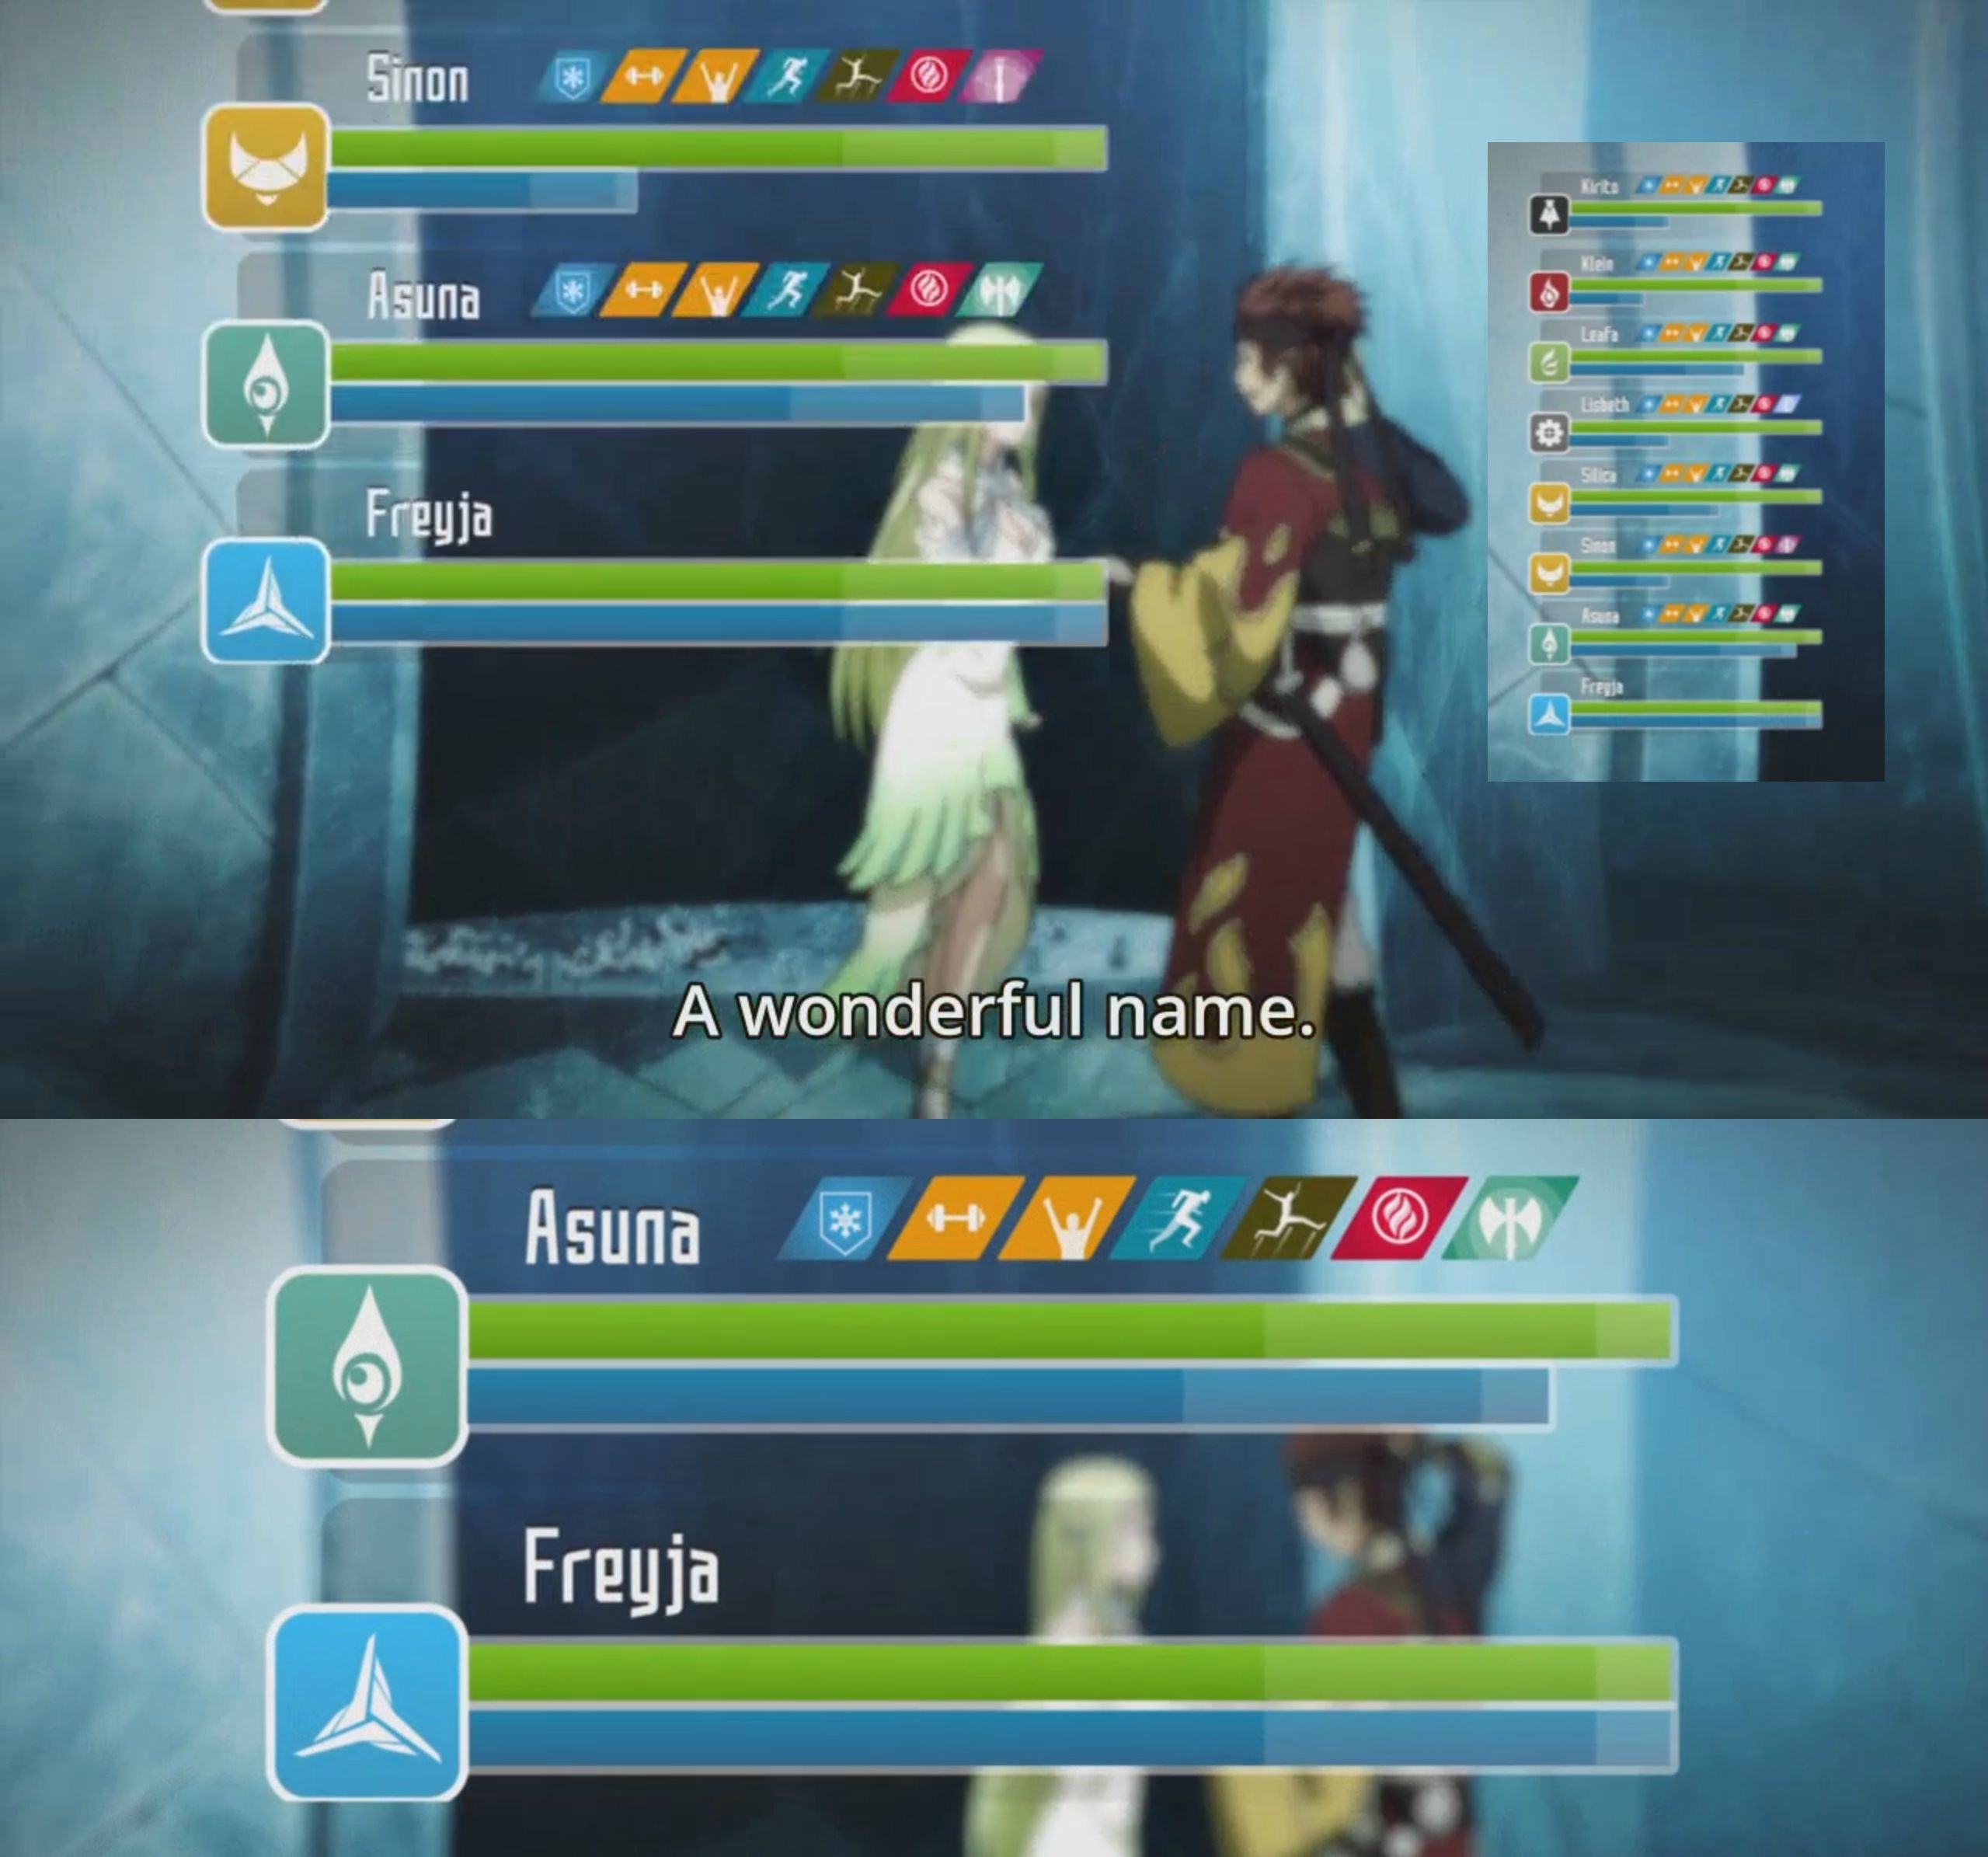 Sinon
Asuna
Freyja
A wonderful name.
Kirito
Klein
Leafa
Lisbeth
Silica
Sinon
Asuna
Freyja
Asuna
Freyja